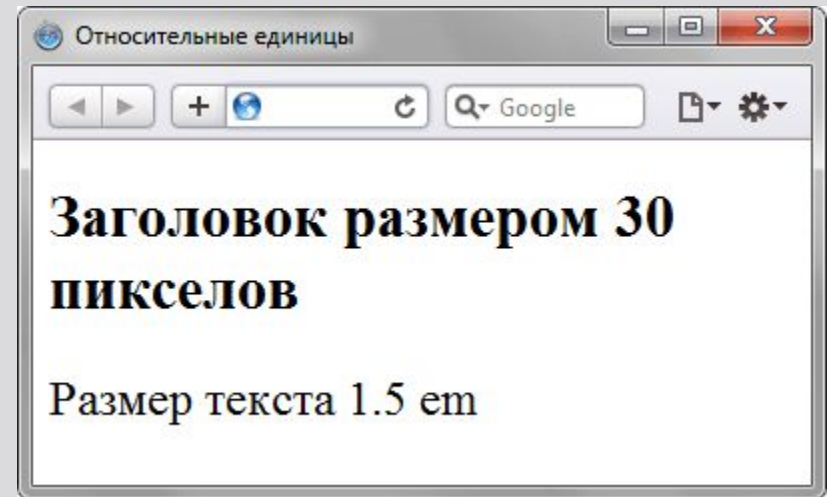 Относительные единицы
Google
Заголовок размером 30
пикселов
Размер текста 1.5 em